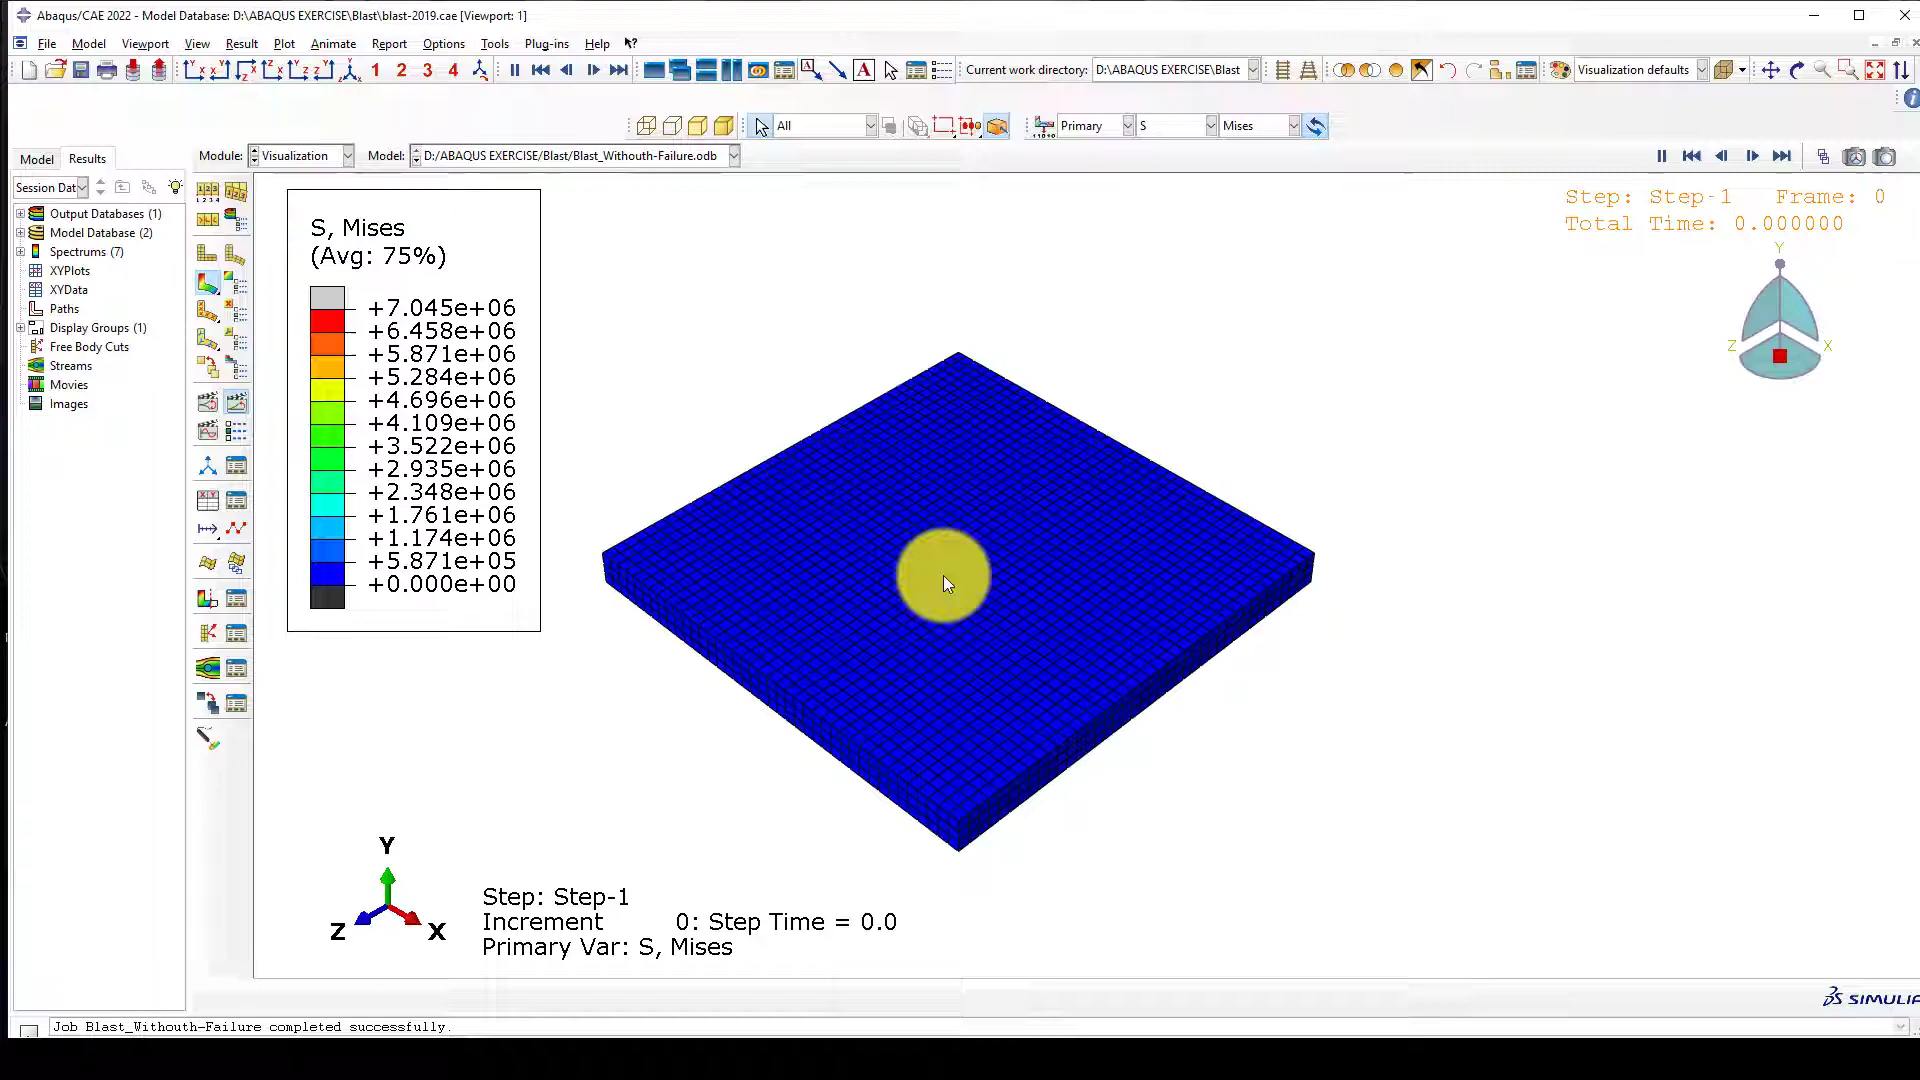 Abaqus/CAE 2022 - Model Database: D:\ABAQUS EXERCISE\Blast\blast-2019.cae [Viewport: 1]
File Model Viewport View Result Plot Animate Report Options Tools Plug-ins Help
1 2 3 4
Current work directory: D:\ABAQUS EXERCISE\Blast
Visualization defaults
All
Primary S Mises
Model Results
Module: Visualization Model: D:/ABAQUS EXERCISE/Blast/Blast_Withouth-Failure.odb
Session Dat
Output Databases (1)
Model Database (2)
Spectrums (7)
XYPlots
XYData
Paths
Display Groups (1)
Free Body Cuts
Streams
Movies
Images
S, Mises
(Avg: 75%)
+7.045e+06
+6.458e+06
+5.871e+06
+5.284e+06
+4.696e+06
+4.109e+06
+3.522e+06
+2.935e+06
+2.348e+06
+1.761e+06
+1.174e+06
+5.871e+05
+0.000e+00
Step: Step-1 Frame: 0
Total Time: 0.000000
Y
Z X
Y
Z X
Step: Step-1
Increment 0: Step Time = 0.0
Primary Var: S, Mises
Job Blast_Withouth-Failure completed successfully.